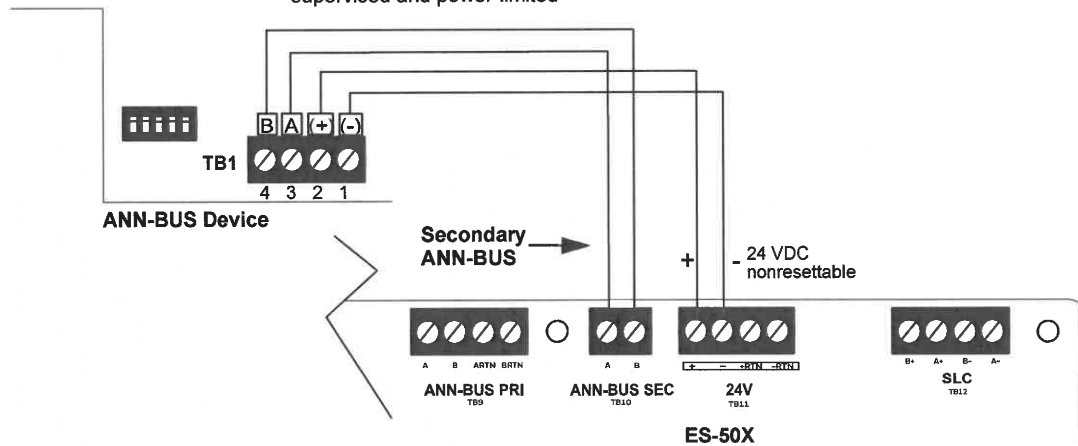 supervised and power limited
B A (+) (-)
TB1
4 3 2 1
ANN-BUS Device
Secondary
ANN-BUS
+
- 24 VDC
nonresettable
A B ARTN BRTN
ANN-BUS PRI
TB9
A B
ANN-BUS SEC
TB10
+ - +RTN -RTN
24V
TB11
B+ A+ B- A-
SLC
TB12
ES-50X